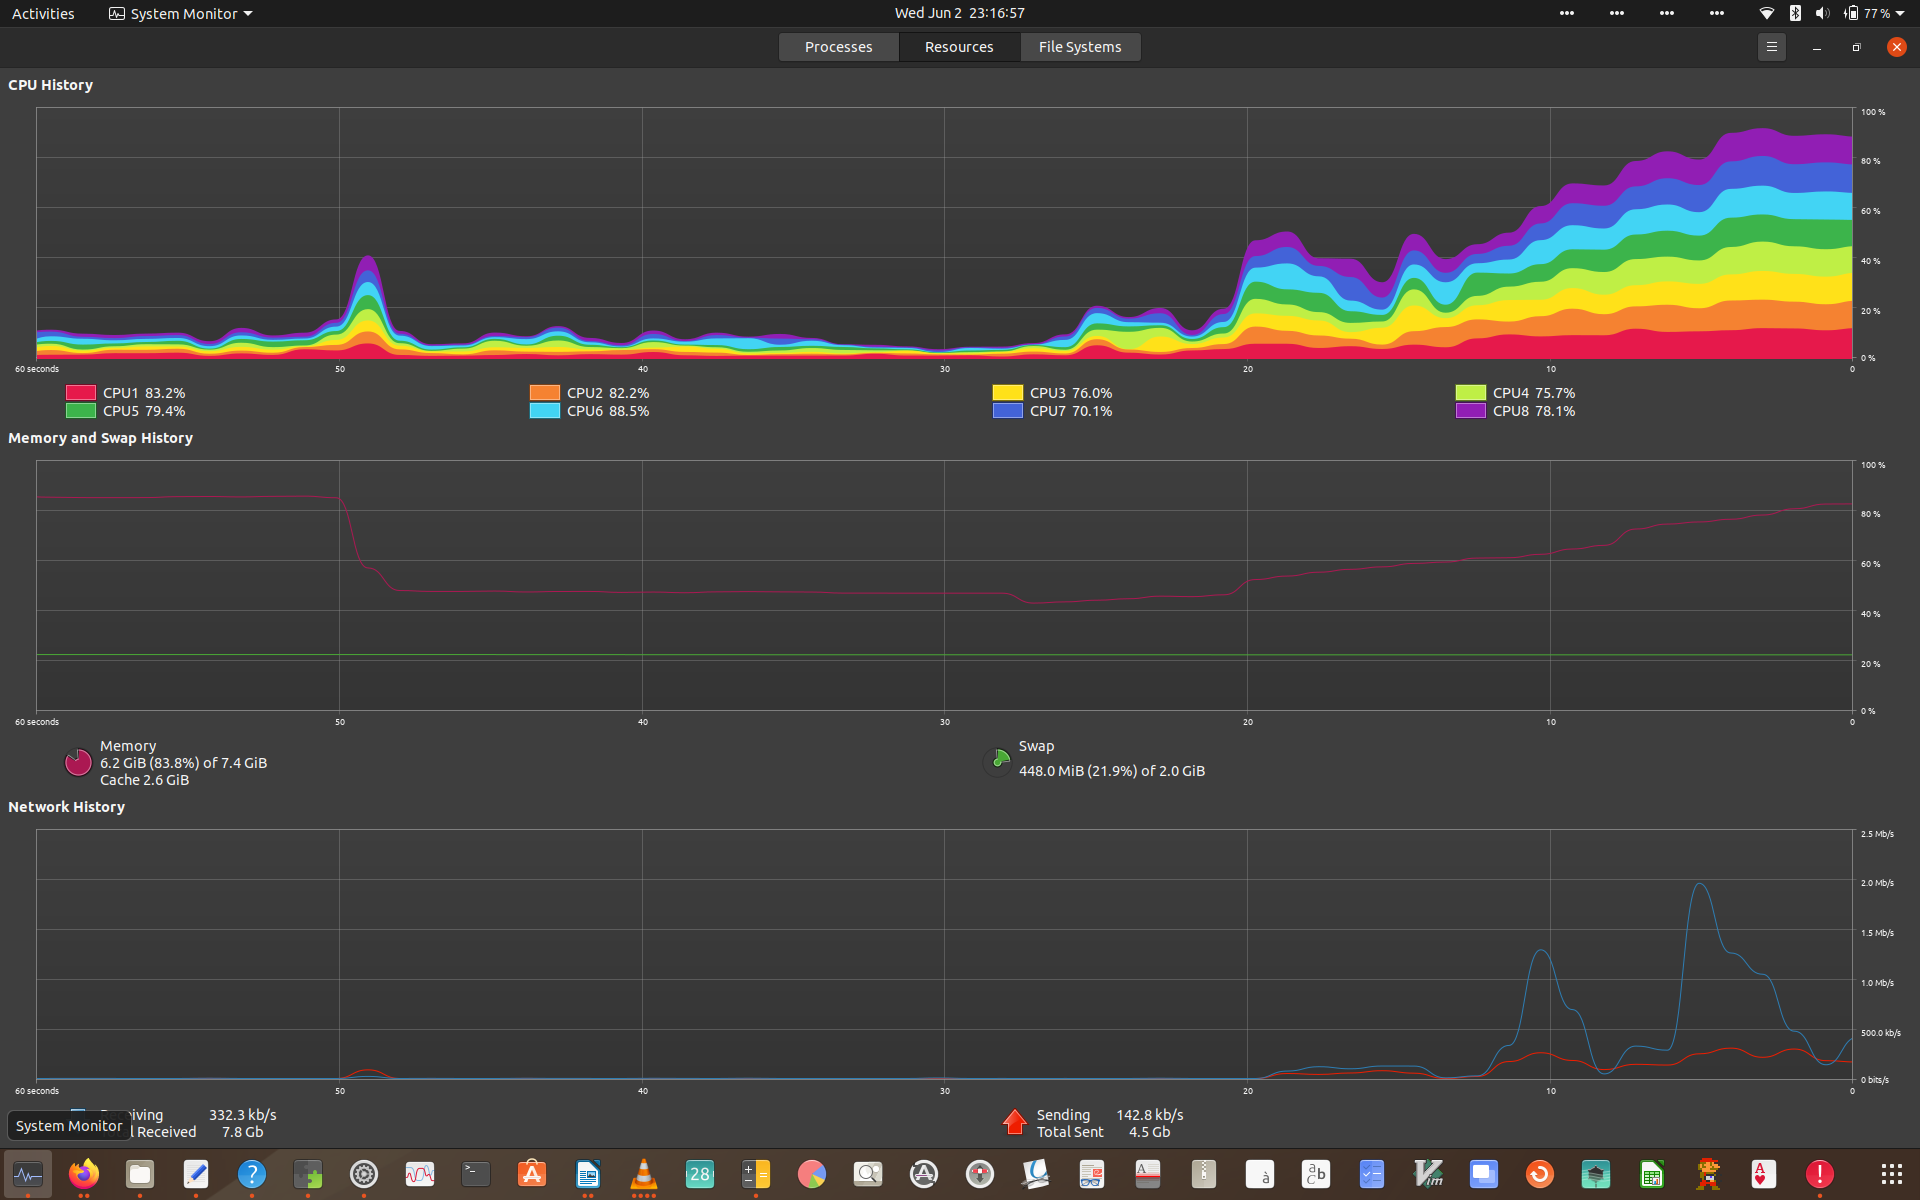 Activities System Monitor Wed Jun 2 23:16:57 77 %
Processes Resources File Systems
CPU History
100 %
80 %
60 %
40 %
20 %
0 %
60 seconds 50 40 30 20 10 0
CPU1 83.2% CPU2 82.2% CPU3 76.0% CPU4 75.7%
CPU5 79.4% CPU6 88.5% CPU7 70.1% CPU8 78.1%
Memory and Swap History
100 %
80 %
60 %
40 %
20 %
0 %
60 seconds 50 40 30 20 10 0
Memory
6.2 GiB (83.8%) of 7.4 GiB
Cache 2.6 GiB
Swap
448.0 MiB (21.9%) of 2.0 GiB
Network History
2.5 Mb/s
2.0 Mb/s
1.5 Mb/s
1.0 Mb/s
500.0 kb/s
0 bits/s
60 seconds 50 40 30 20 10 0
iving 332.3 kb/s
Received 7.8 Gb
Sending 142.8 kb/s
Total Sent 4.5 Gb
System Monitor
28